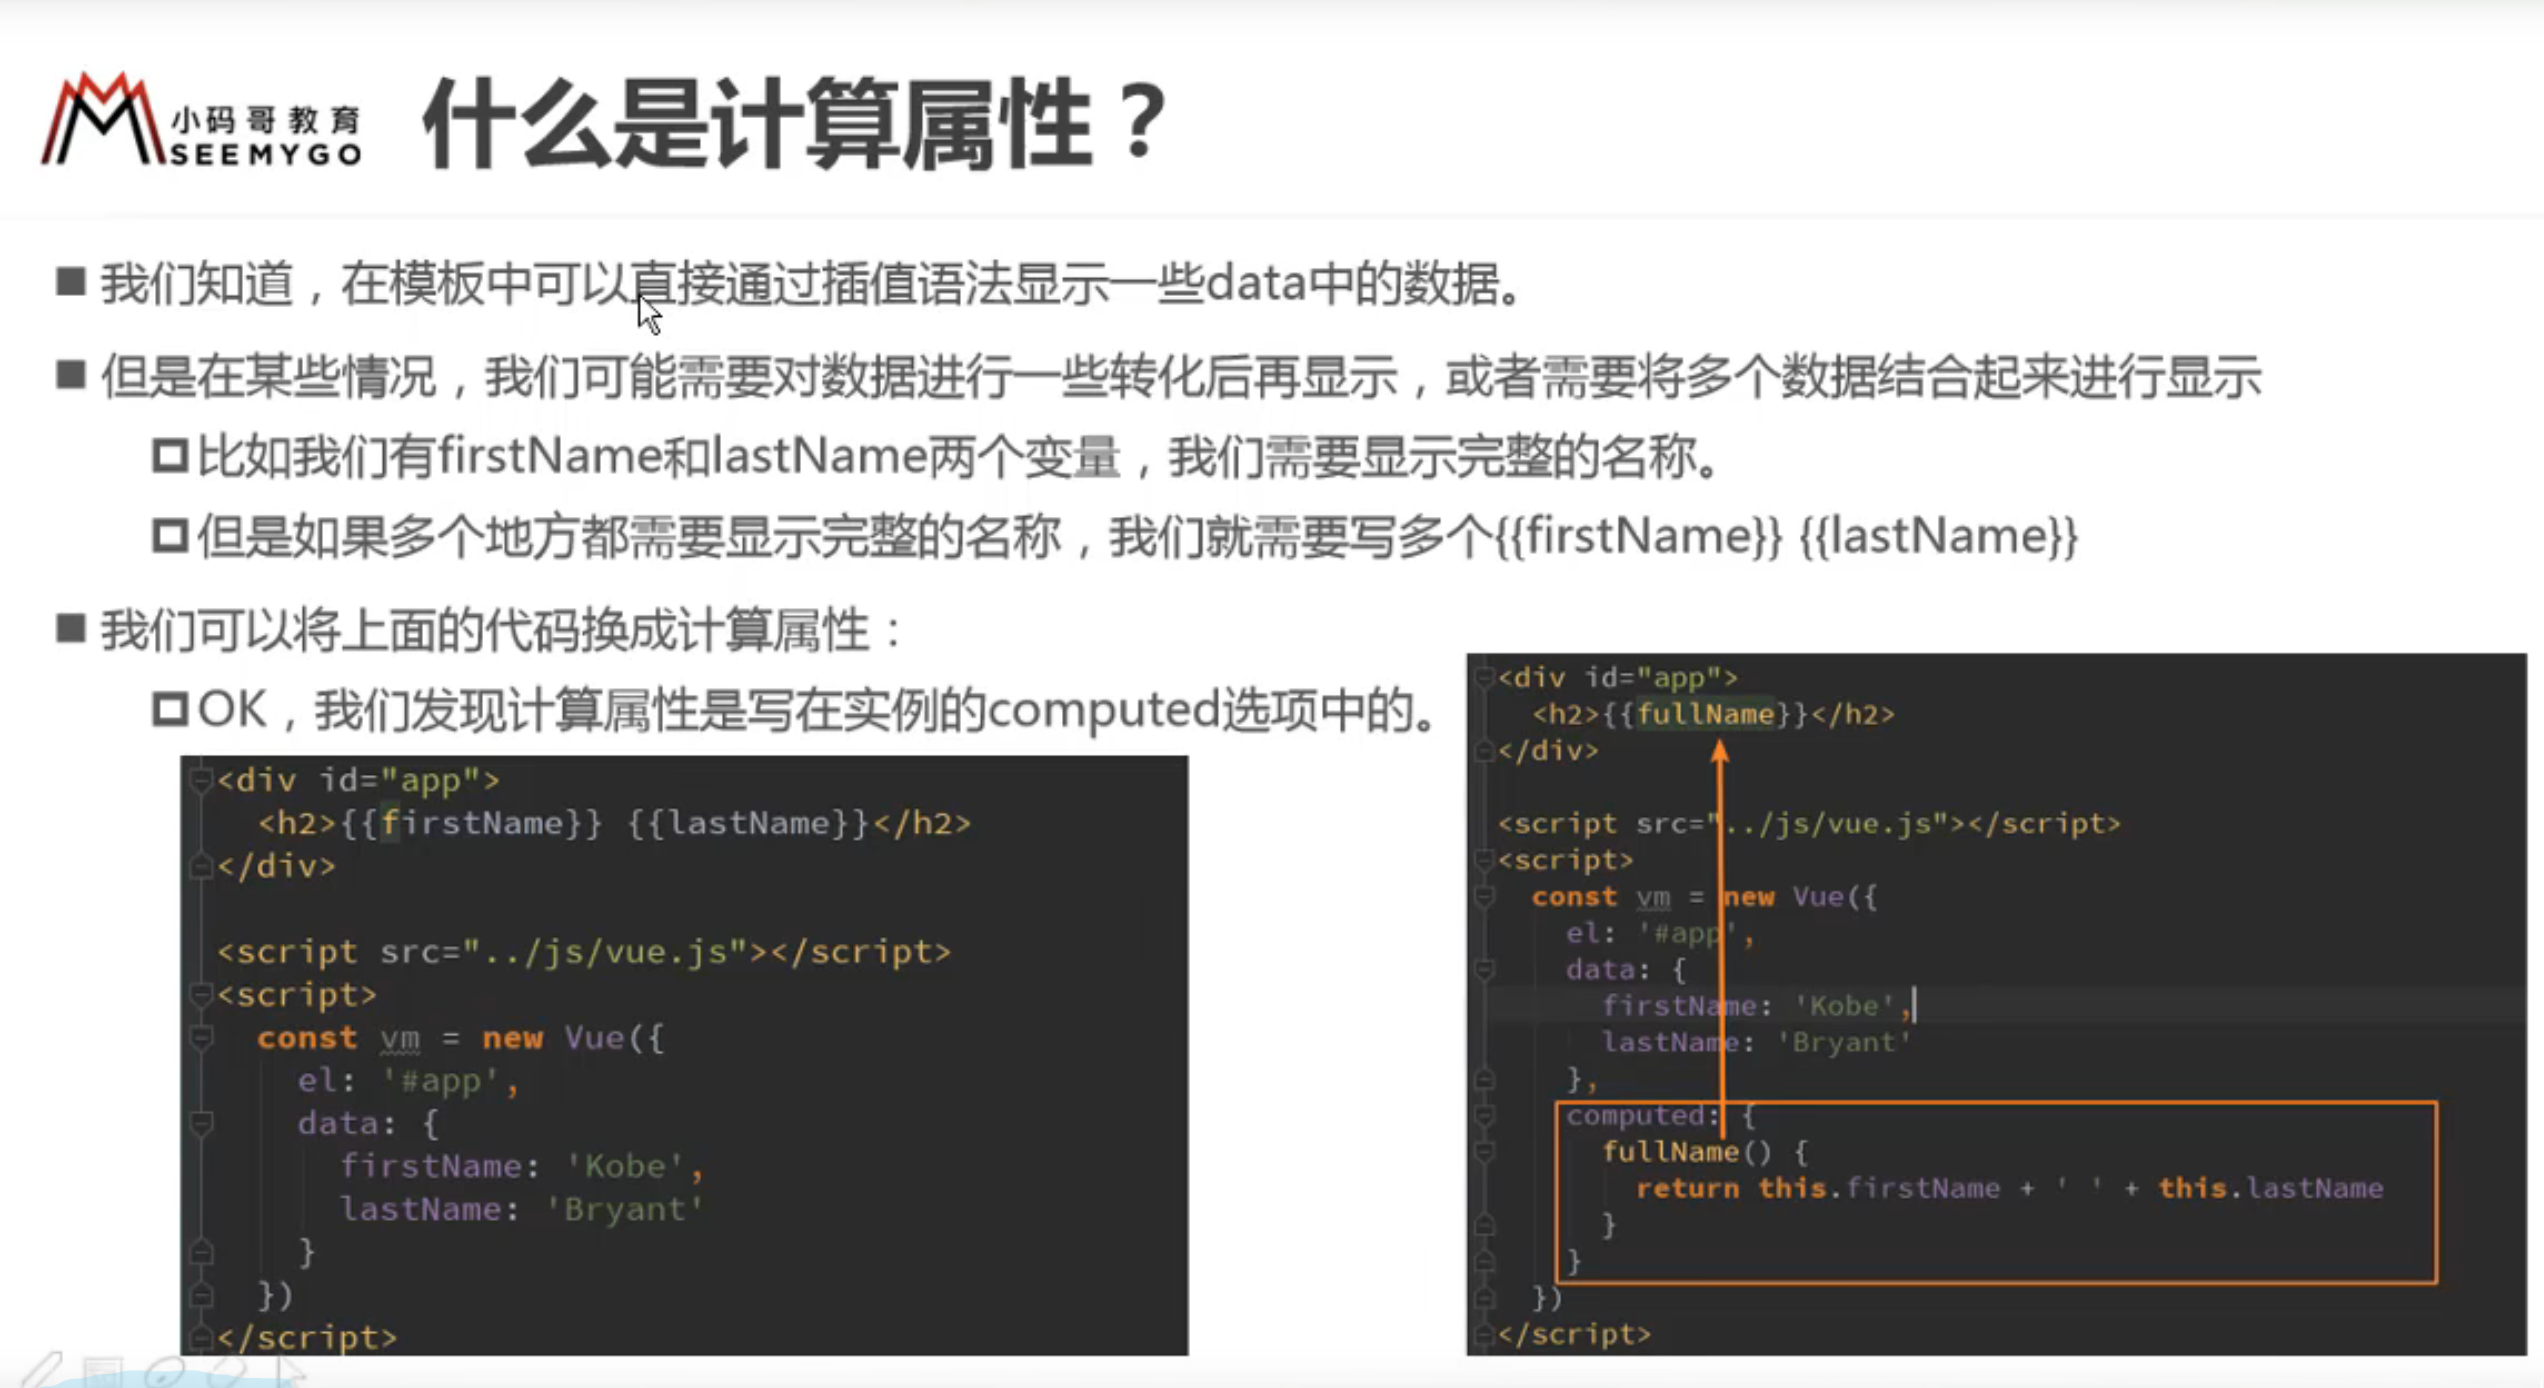 小码哥教育
SEEMYGO
什么是计算属性？
我们知道，在模板中可以直接通过插值语法显示一些data中的数据。
但是在某些情况，我们可能需要对数据进行一些转化后再显示，或者需要将多个数据结合起来进行显示
比如我们有firstName和lastName两个变量，我们需要显示完整的名称。
但是如果多个地方都需要显示完整的名称，我们就需要写多个{{firstName}} {{lastName}}
我们可以将上面的代码换成计算属性：
OK，我们发现计算属性是写在实例的computed选项中的。
<div id="app">
  <h2>{{firstName}} {{lastName}}</h2>
</div>
<script src="../js/vue.js"></script>
<script>
  const vm = new Vue({
    el: '#app',
    data: {
      firstName: 'Kobe',
      lastName: 'Bryant'
    }
  })
</script>
<div id="app">
  <h2>{{fullName}}</h2>
</div>
<script src="../js/vue.js"></script>
<script>
  const vm = new Vue({
    el: '#app',
    data: {
      firstName: 'Kobe',
      lastName: 'Bryant'
    },
    computed: {
      fullName() {
        return this.firstName + ' ' + this.lastName
      }
    }
  })
</script>